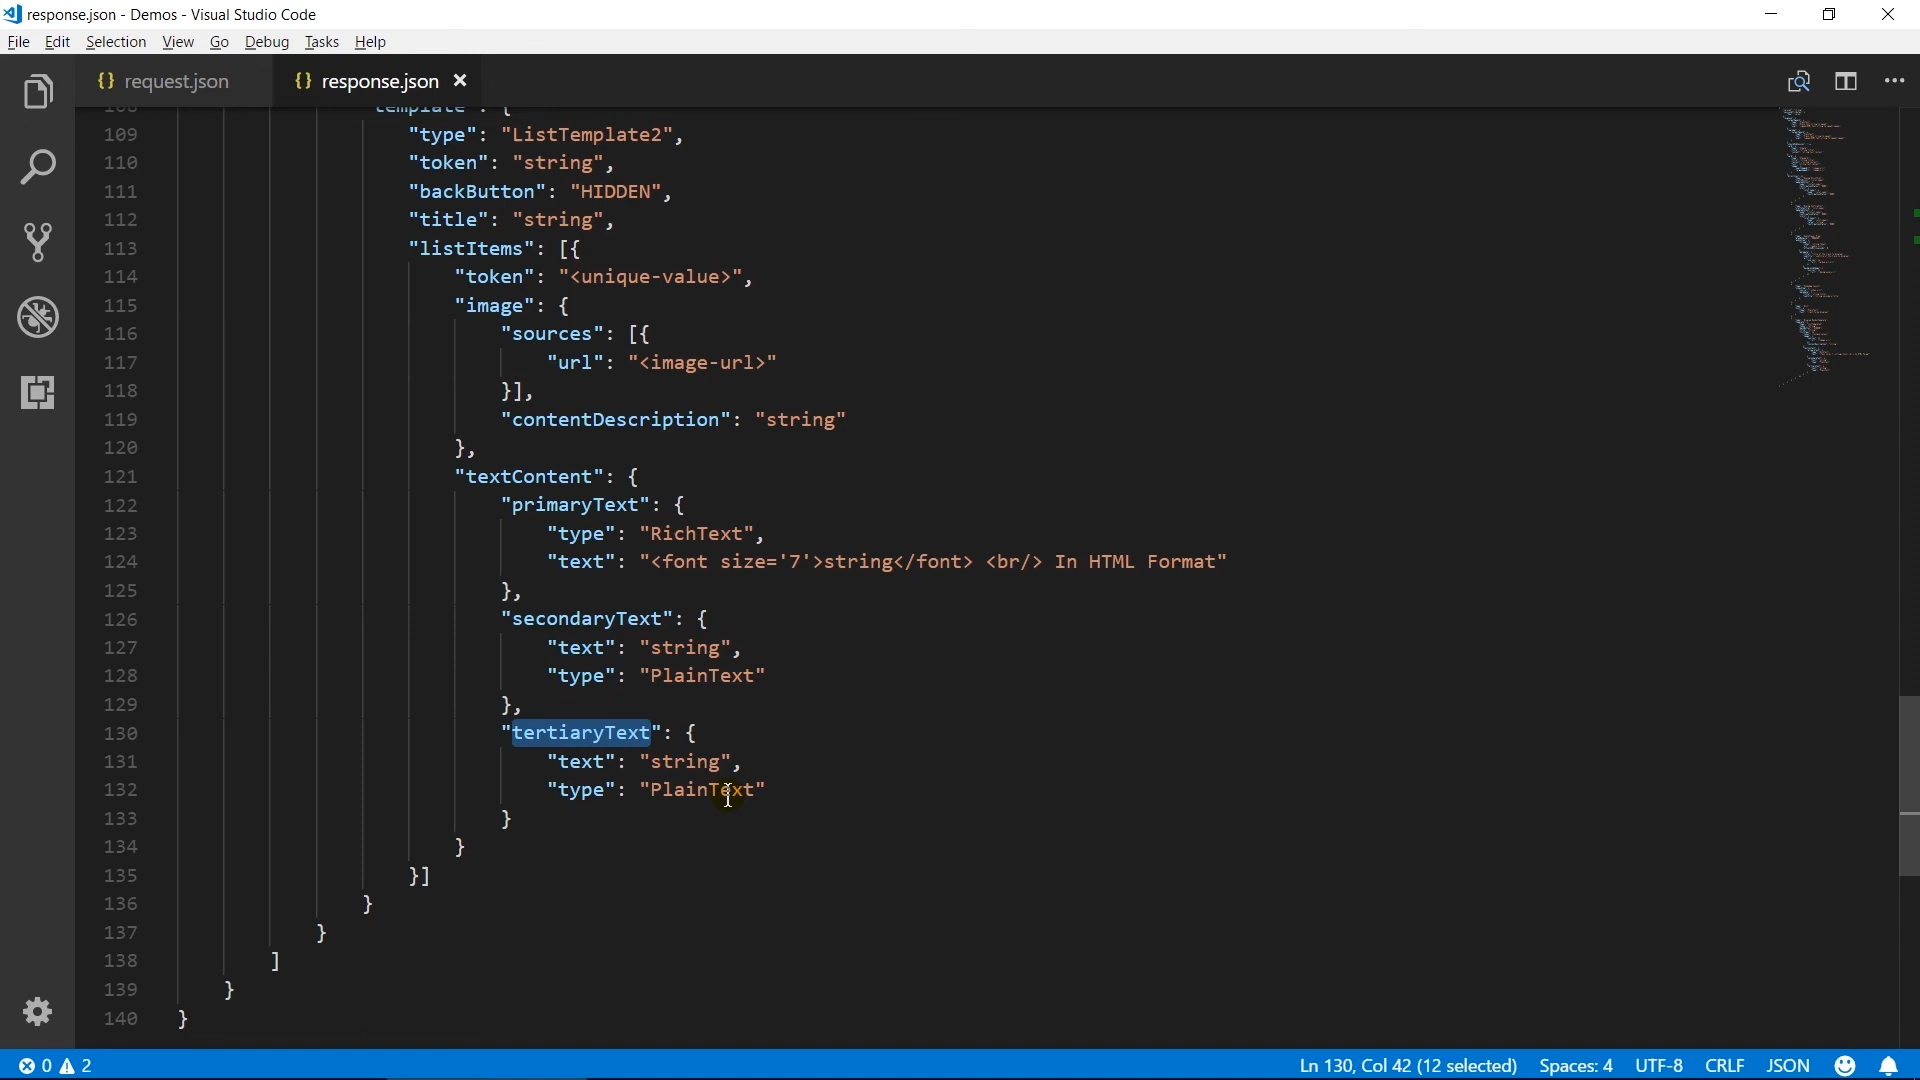 response.json - Demos - Visual Studio Code
File Edit Selection View Go Debug Tasks Help
{} request.json {} response.json ×
109 "type": "ListTemplate2",
110 "token": "string",
111 "backButton": "HIDDEN",
112 "title": "string",
113 "listItems": [{
114 "token": "<unique-value>",
115 "image": {
116 "sources": [{
117 "url": "<image-url>"
118 }],
119 "contentDescription": "string"
120 },
121 "textContent": {
122 "primaryText": {
123 "type": "RichText",
124 "text": "<font size='7'>string</font> <br/> In HTML Format"
125 },
126 "secondaryText": {
127 "text": "string",
128 "type": "PlainText"
129 },
130 "tertiaryText": {
131 "text": "string",
132 "type": "PlainText"
133 }
134 }
135 }]
136 }
137 }
138 ]
139 }
140 }
0 2 Ln 130, Col 42 (12 selected) Spaces: 4 UTF-8 CRLF JSON